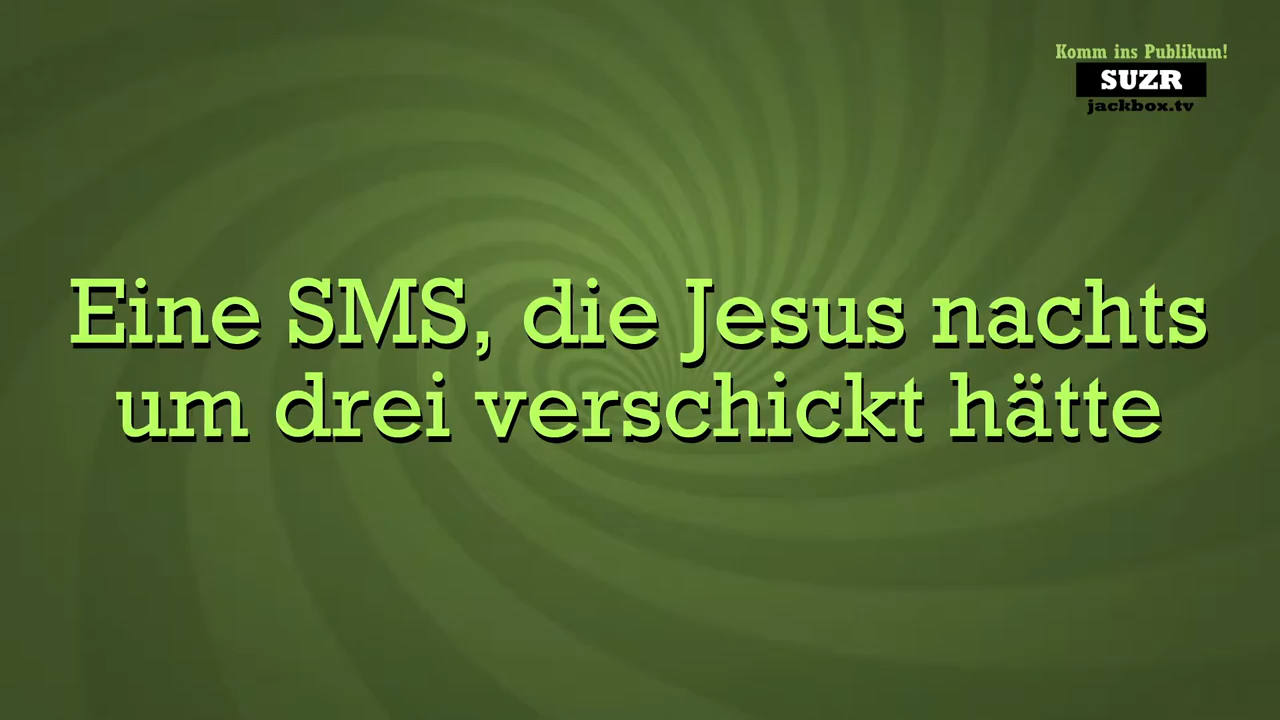 Komm ins Publikum!
SUZR
jackbox.tv
Eine SMS, die Jesus nachts
um drei verschickt hätte